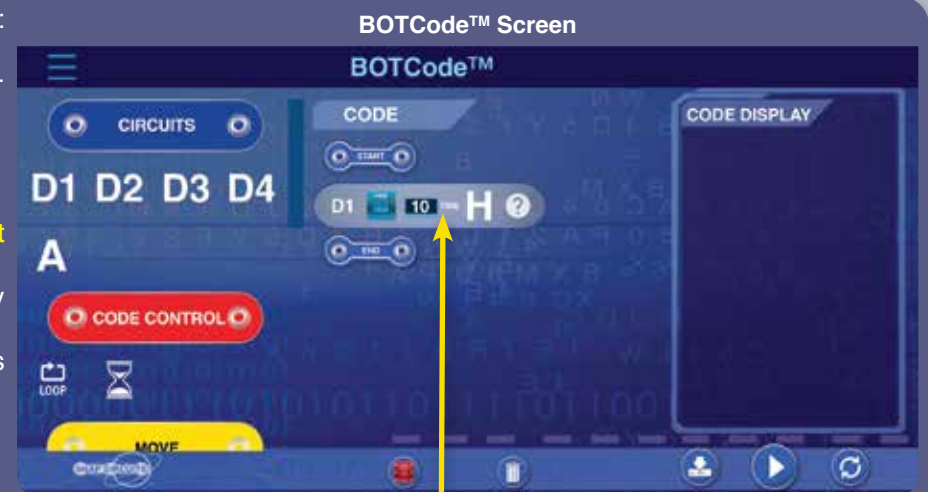 BOTCode™ Screen
BOTCode™
CIRCUITS
D1 D2 D3 D4
A
CODE CONTROL
LOOP
MOVE
CODE
START
D1 10 H ?
END
CODE DISPLAY